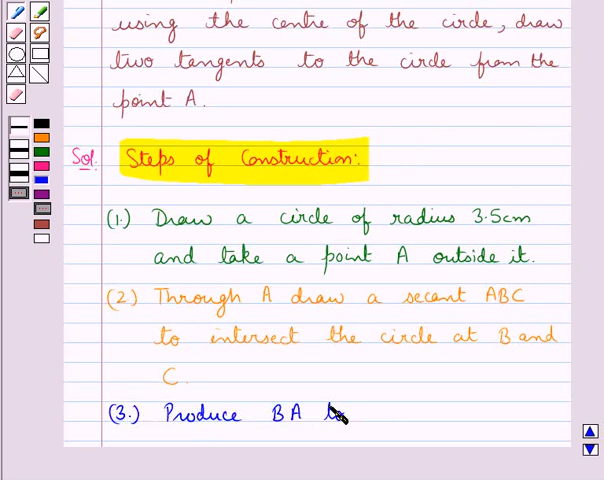 using the centre of the circle, draw
two tangents to the circle from the
point A.
Sol. Steps of Construction:
(1.) Draw a circle of radius 3.5cm
and take a point A outside it.
(2.) Through A draw a secant ABC
to intersect the circle at B and
C.
(3.) Produce BA to